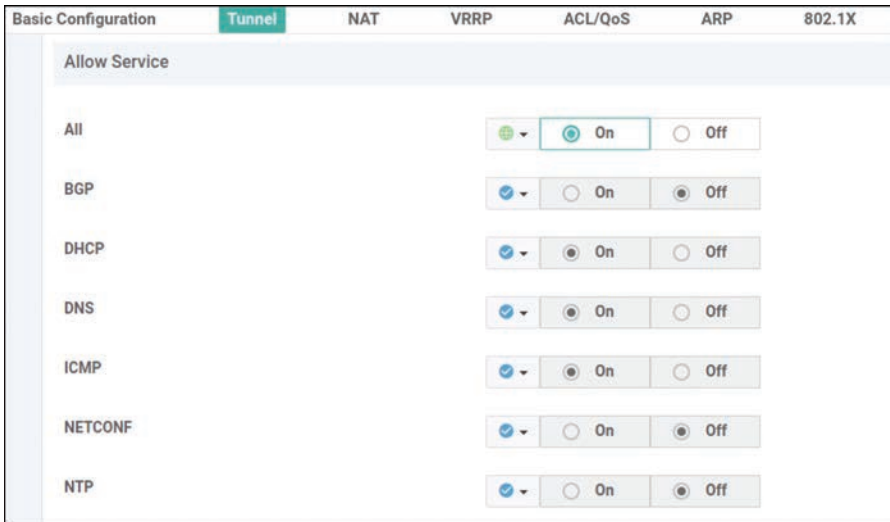 Basic Configuration Tunnel NAT VRRP ACL/QoS ARP 802.1X
Allow Service
All On Off
BGP On Off
DHCP On Off
DNS On Off
ICMP On Off
NETCONF On Off
NTP On Off